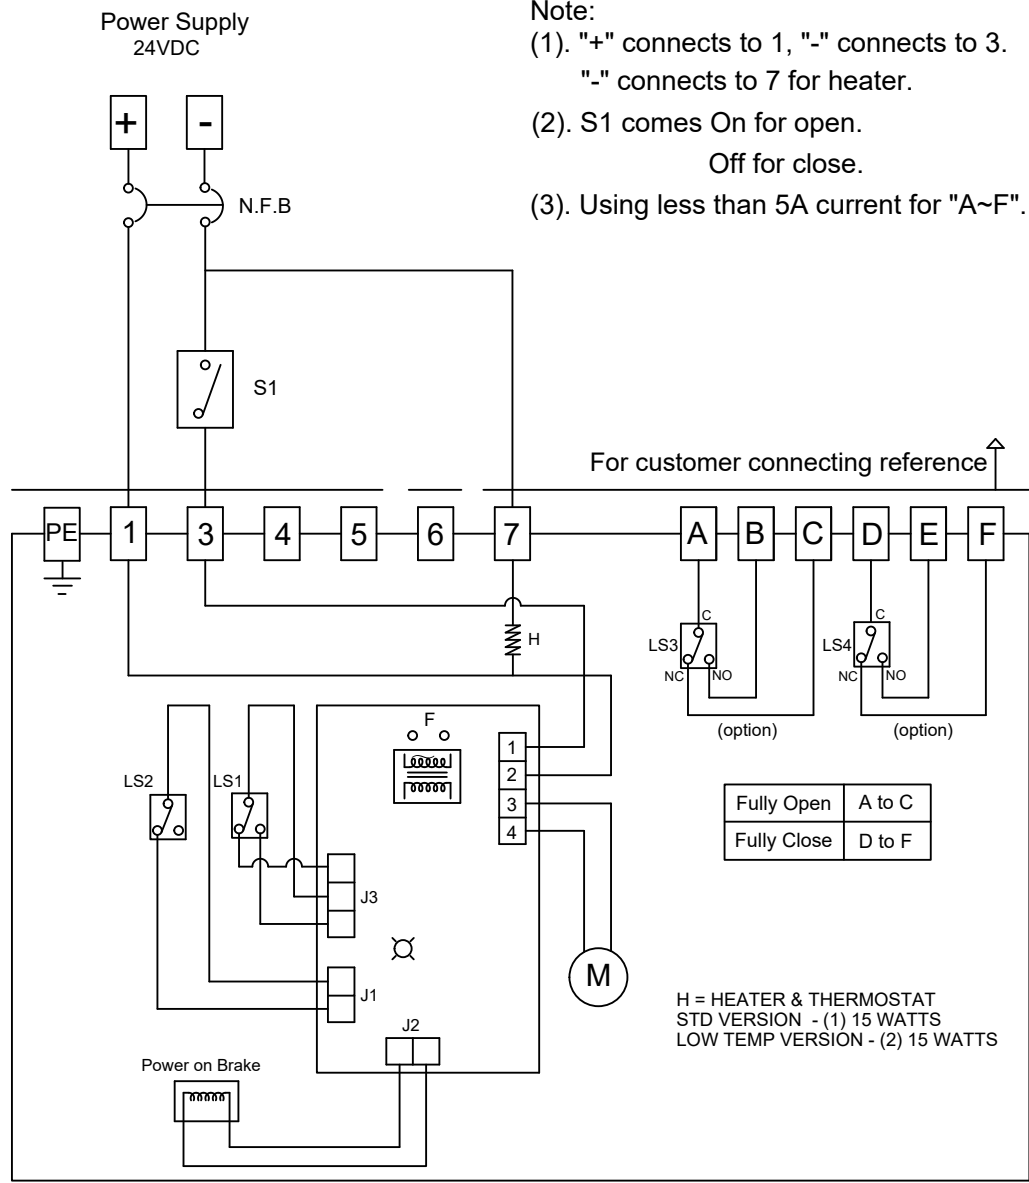 Power Supply
24VDC
Note:
(1). "+" connects to 1, "-" connects to 3.
"-" connects to 7 for heater.
(2). S1 comes On for open.
Off for close.
(3). Using less than 5A current for "A~F".
+ -
N.F.B
S1
For customer connecting reference
PE 1 3 4 5 6 7 A B C D E F
H
LS3 C NC NO
(option)
LS4 C NC NO
(option)
LS2
LS1
F
1
2
3
4
J3
J1
J2
M
Fully Open A to C
Fully Close D to F
H = HEATER & THERMOSTAT
STD VERSION - (1) 15 WATTS
LOW TEMP VERSION - (2) 15 WATTS
Power on Brake